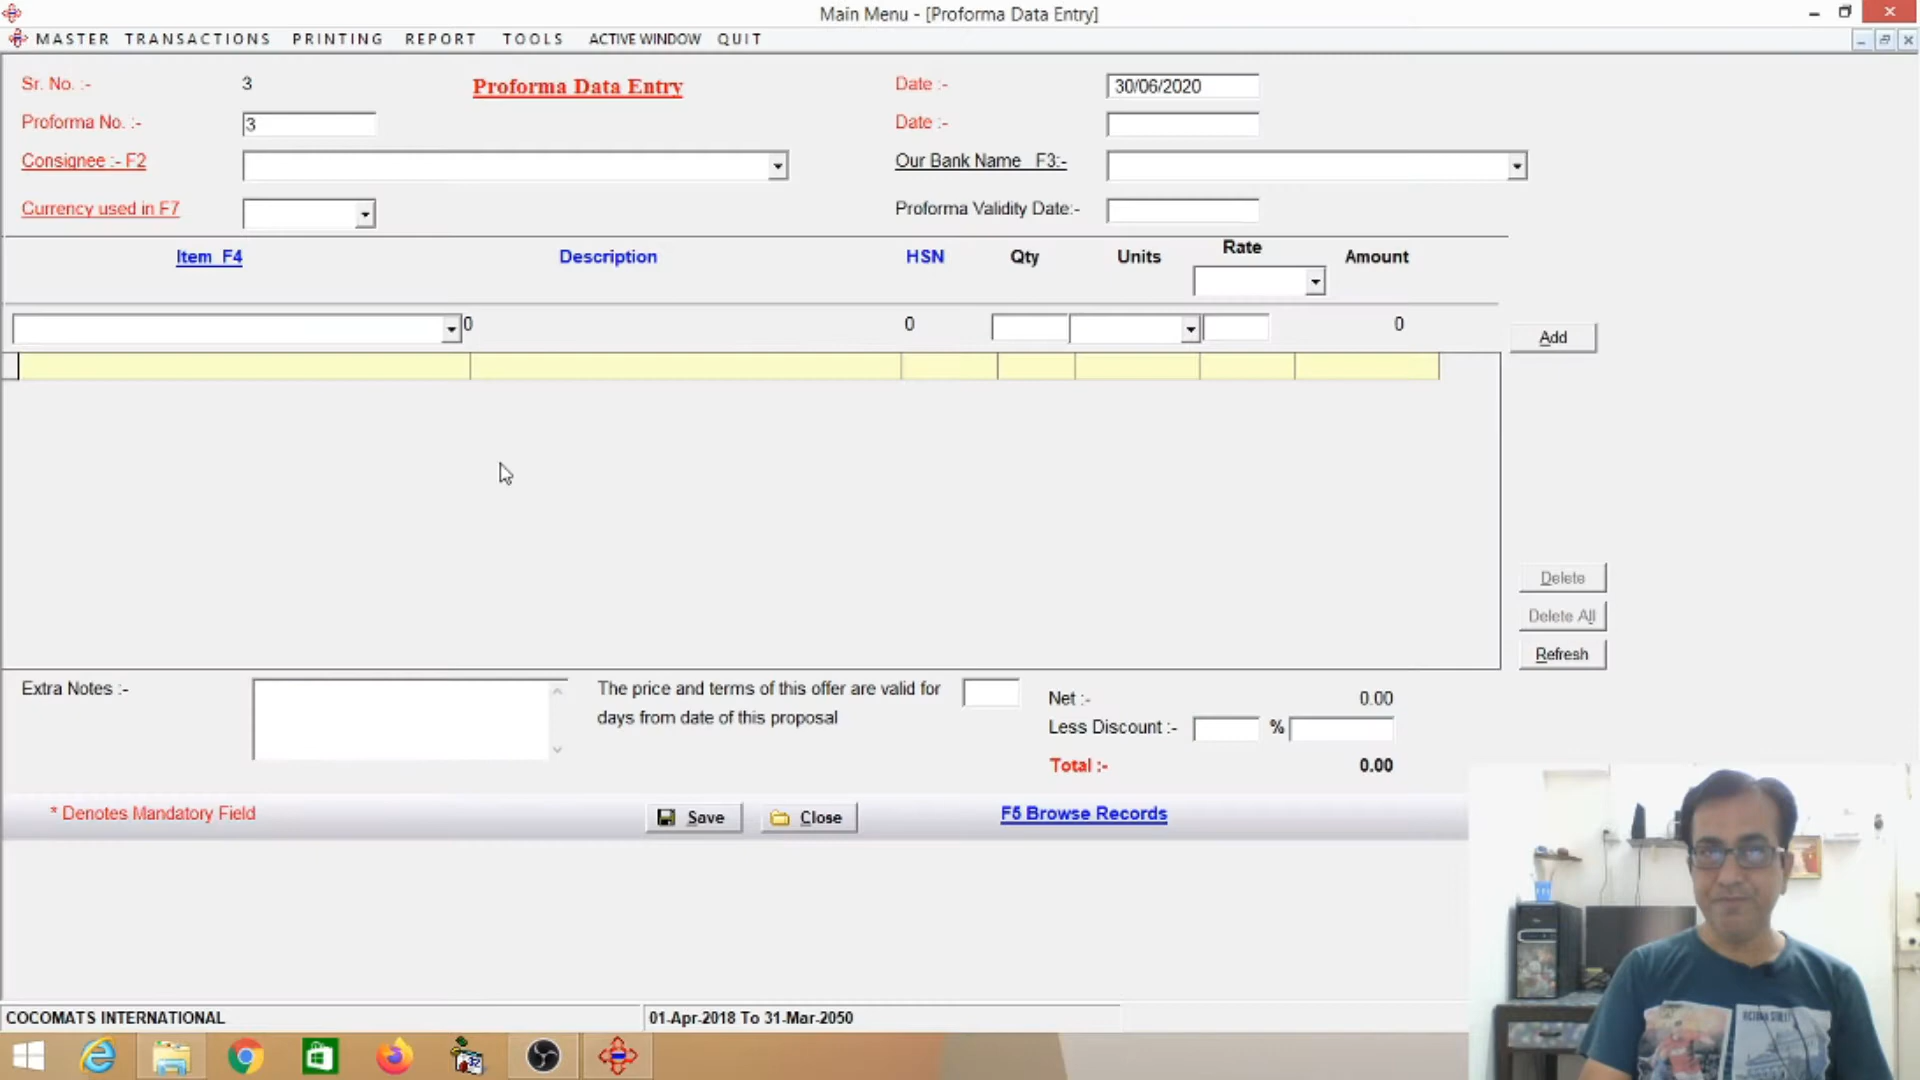 Main Menu - [Proforma Data Entry]
MASTER TRANSACTIONS PRINTING REPORT TOOLS ACTIVE WINDOW QUIT
Sr. No. :- 3 Proforma Data Entry Date :- 30/06/2020
Proforma No. :- 3 Date :-
Consignee :- F2 Our Bank Name F3:-
Currency used in F7 Proforma Validity Date:-
Item F4 Description HSN Qty Units Rate Amount
0 0 0
Add
Delete
Delete All
Refresh
Extra Notes :- The price and terms of this offer are valid for
days from date of this proposal
Net :- 0.00
Less Discount :- %
Total :- 0.00
* Denotes Mandatory Field Save Close F5 Browse Records
COCOMATS INTERNATIONAL 01-Apr-2018 To 31-Mar-2050